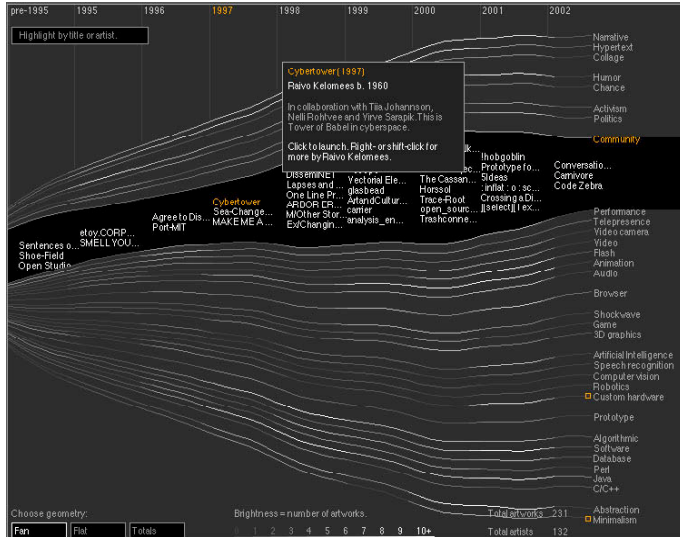 pre-1995 1995 1996 1997 1998 1999 2000 2001 2002
Highlight by title or artist.
Narrative
Hypertext
Collage
Humor
Chance
Activism
Politics
Community
Cybertower (1997)
Raivo Kelomees b. 1960
In collaboration with Tiia Johannson,
Nelli Rohtvee and Yirve Sarapik.This is
Tower of Babel in cyberspace.
Click to launch. Right- or shift-click for
more by Raivo Kelomees.
Sentences o...
Shoe-Field
Open Studio
etoy.CORP...
SMELL.YOU...
Agree to Dis...
Port-MIT
Cybertower
Sea-Change...
MAKE ME A ...
DissemiNET
Lapses and ...
One Line Pr...
ARDOR ER...
M/Other Stor...
Ex/Changin...
Vectorial Ele...
glasbead
ArtandCultur...
carrier
analysis_en...
The Cassan...
Horssol
Trace-Root
open_sourc...
Trashconne...
!hobgoblin
Prototype fo...
5Ideas
: inflat : o : sc...
Crossing a Di...
][select][ ex...
Conversatio...
Carnivore
Code Zebra
Performance
Telepresence
Video camera
Video
Flash
Animation
Audio
Browser
Shockwave
Game
3D graphics
Artificial Intelligence
Speech recognition
Computer vision
Robotics
Custom hardware
Prototype
Algorithmic
Software
Database
Perl
Java
C/C++
Abstraction
Minimalism
Choose geometry:
Fan Flat Totals
Brightness = number of artworks.
0 1 2 3 4 5 6 7 8 9 10+
Total artworks 231
Total artists 132